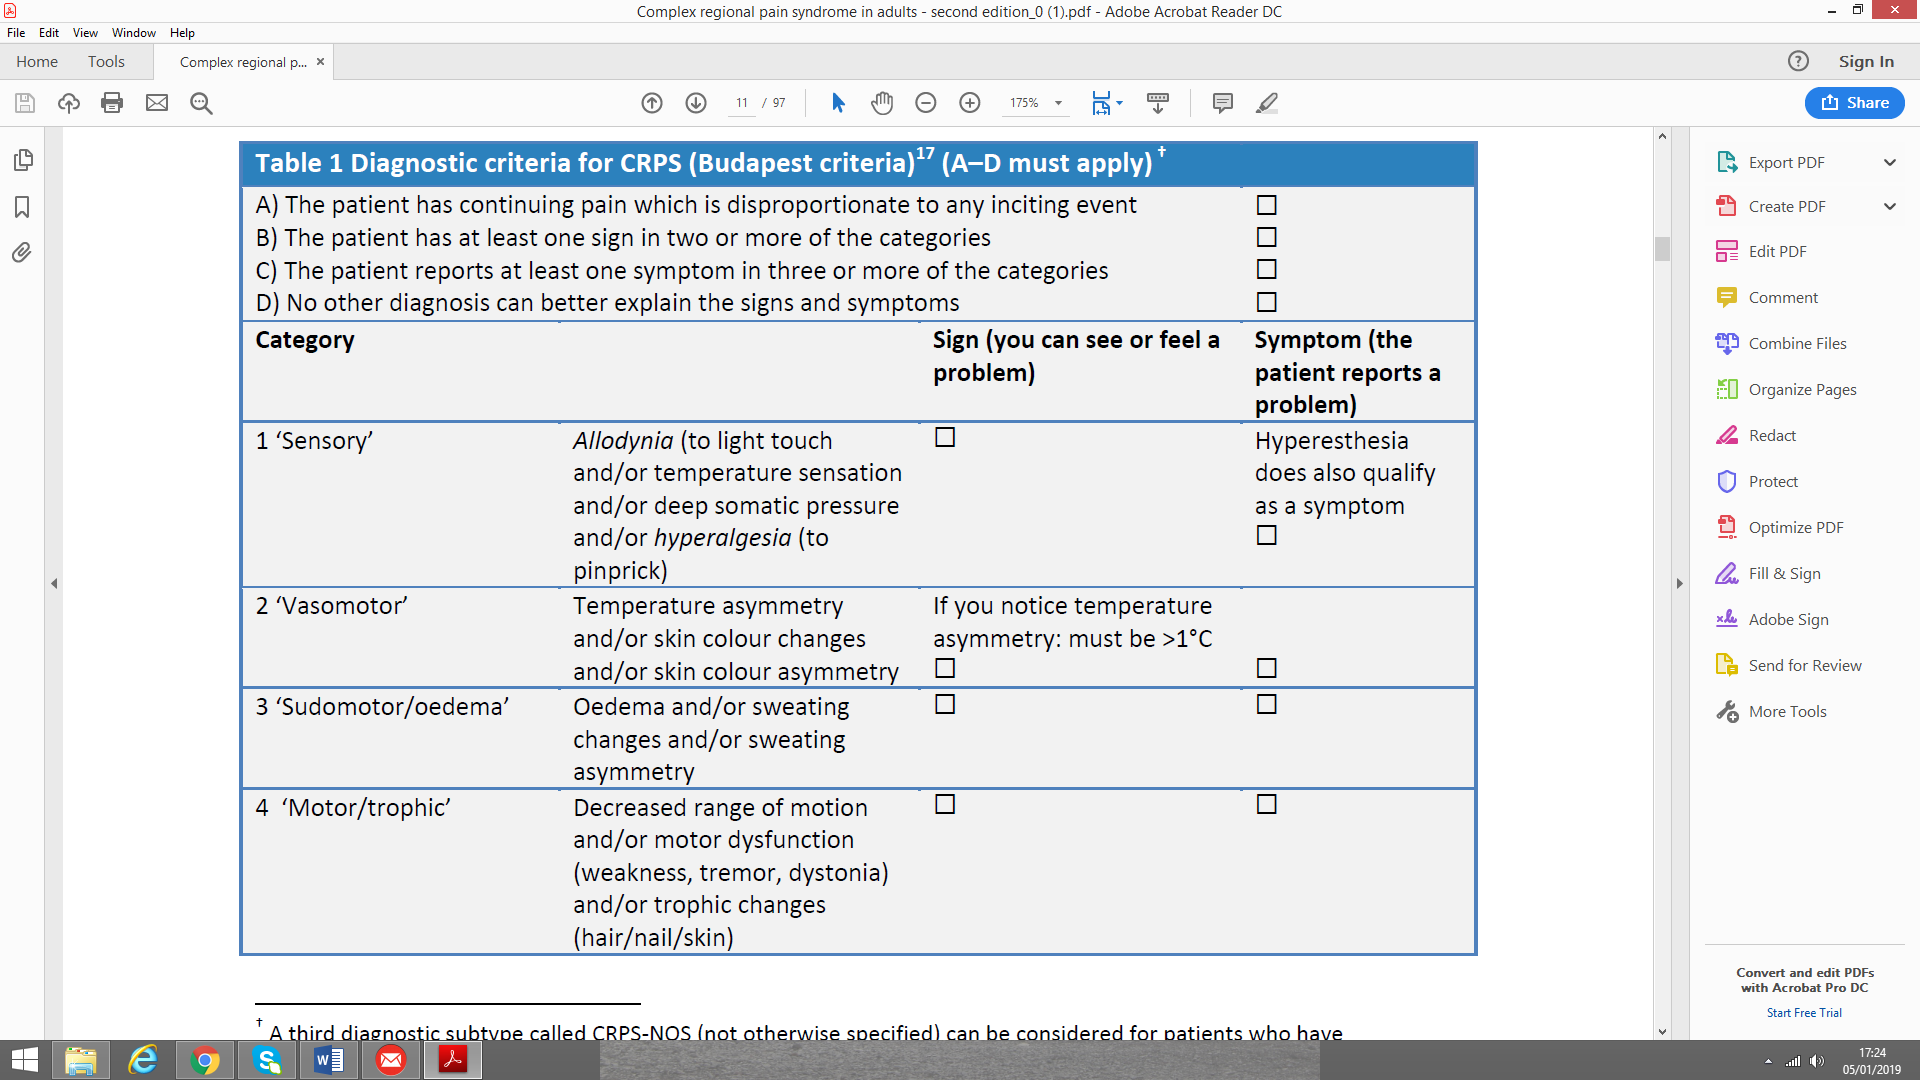 Complex regional pain syndrome in adults - second edition_0 (1).pdf - Adobe Acrobat Reader DC
File Edit View Window Help
Home Tools Complex regional p... × Sign In
11 / 97 175% Share
Table 1 Diagnostic criteria for CRPS (Budapest criteria)17 (A–D must apply) †
A) The patient has continuing pain which is disproportionate to any inciting event ☐
B) The patient has at least one sign in two or more of the categories ☐
C) The patient reports at least one symptom in three or more of the categories ☐
D) No other diagnosis can better explain the signs and symptoms ☐
Category
Sign (you can see or feel a
problem)
Symptom (the
patient reports a
problem)
1 ‘Sensory’
Allodynia (to light touch
and/or temperature sensation
and/or deep somatic pressure
and/or hyperalgesia (to
pinprick)
☐
Hyperesthesia
does also qualify
as a symptom
☐
2 ‘Vasomotor’
Temperature asymmetry
and/or skin colour changes
and/or skin colour asymmetry
If you notice temperature
asymmetry: must be >1°C
☐
☐
3 ‘Sudomotor/oedema’
Oedema and/or sweating
changes and/or sweating
asymmetry
☐
☐
4 ‘Motor/trophic’
Decreased range of motion
and/or motor dysfunction
(weakness, tremor, dystonia)
and/or trophic changes
(hair/nail/skin)
☐
☐
† A third diagnostic subtype called CRPS-NOS (not otherwise specified) can be considered for patients who have
Export PDF
Create PDF
Edit PDF
Comment
Combine Files
Organize Pages
Redact
Protect
Optimize PDF
Fill & Sign
Adobe Sign
Send for Review
More Tools
Convert and edit PDFs
with Acrobat Pro DC
Start Free Trial
17:24
05/01/2019